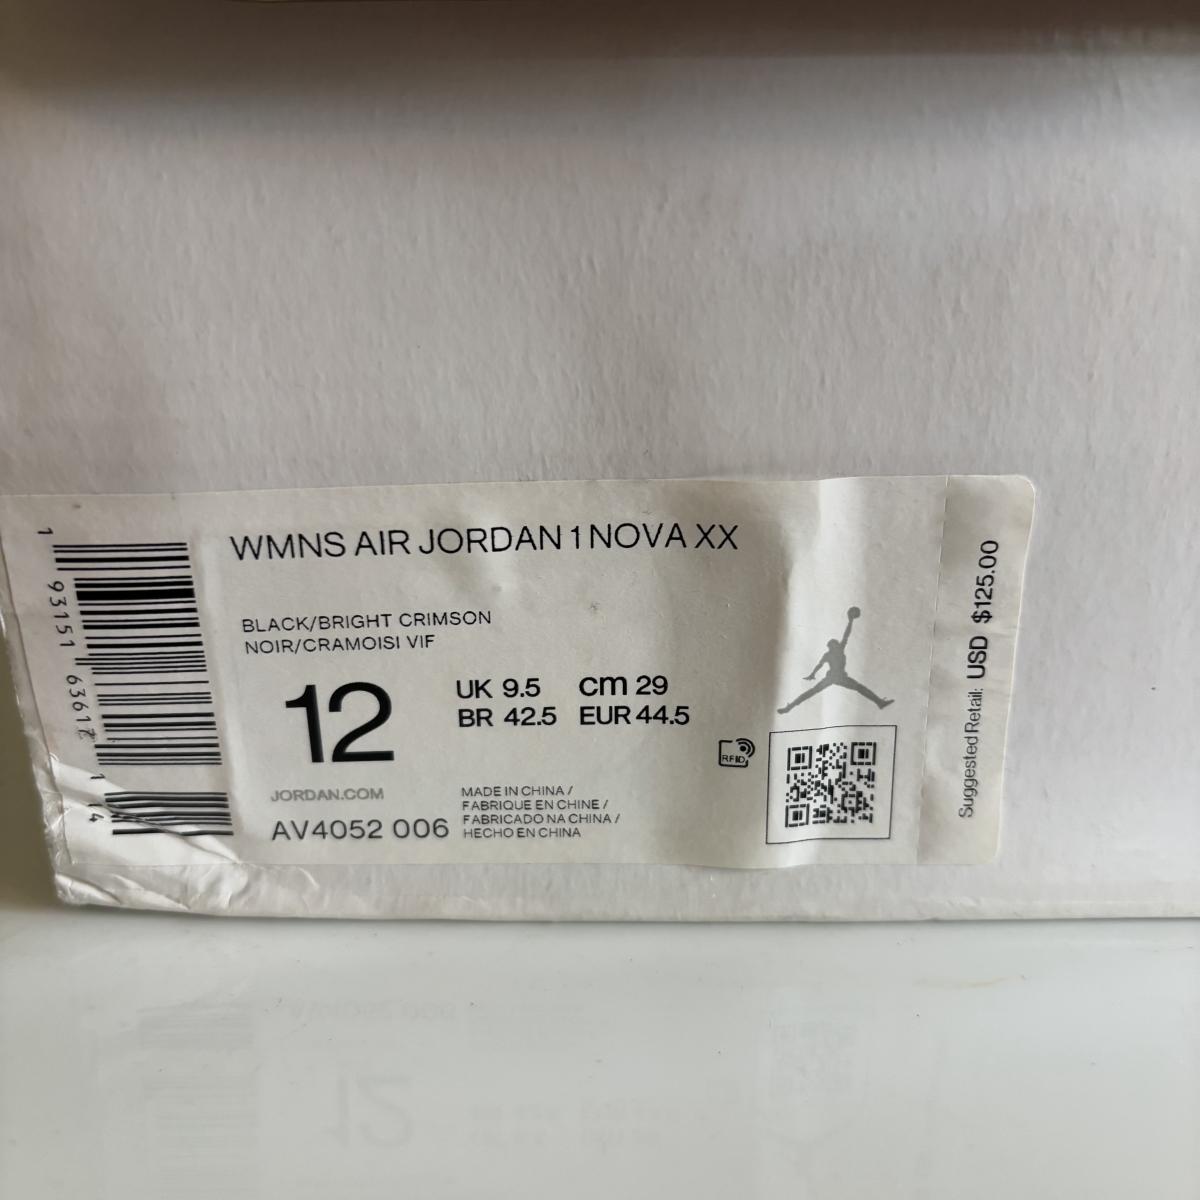 WMNS AIR JORDAN 1 NOVA XX
BLACK/BRIGHT CRIMSON
NOIR/CRAMOISI VIF
12
UK 9.5 cm 29
BR 42.5 EUR 44.5
RFID
JORDAN.COM
AV4052 006
MADE IN CHINA /
FABRIQUE EN CHINE /
FABRICADO NA CHINA /
HECHO EN CHINA
Suggested Retail: USD $125.00